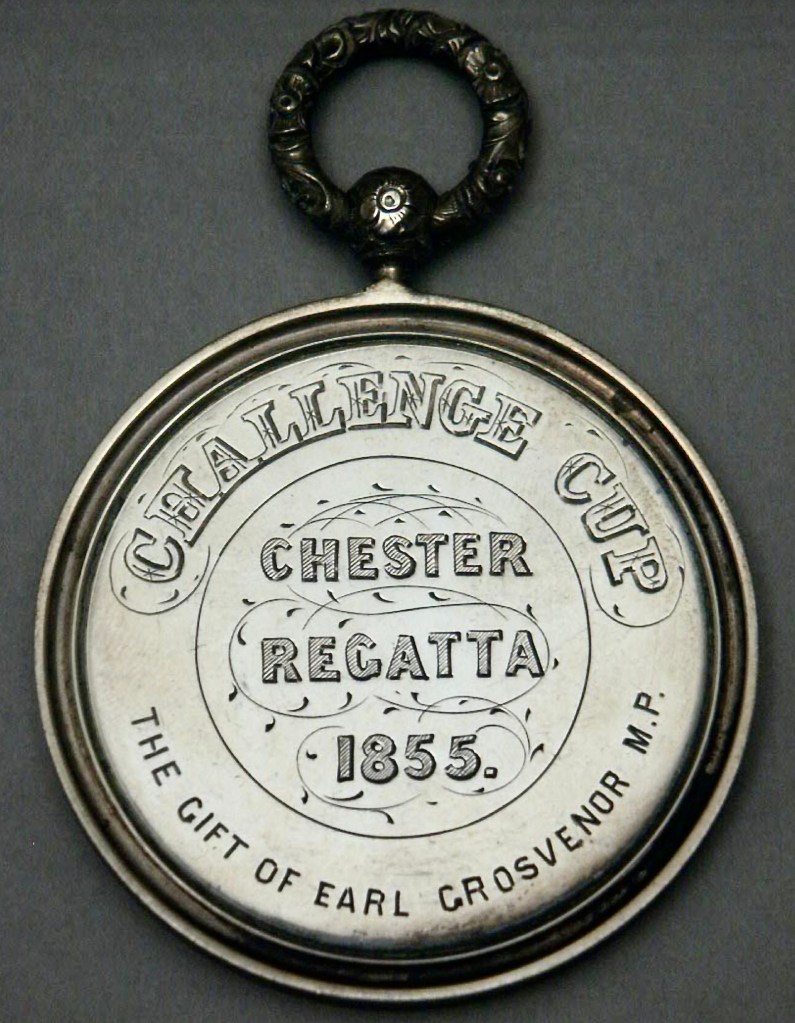 CHALLENGE CUP
CHESTER
REGATTA
1855.
THE GIFT OF EARL GROSVENOR M.P.